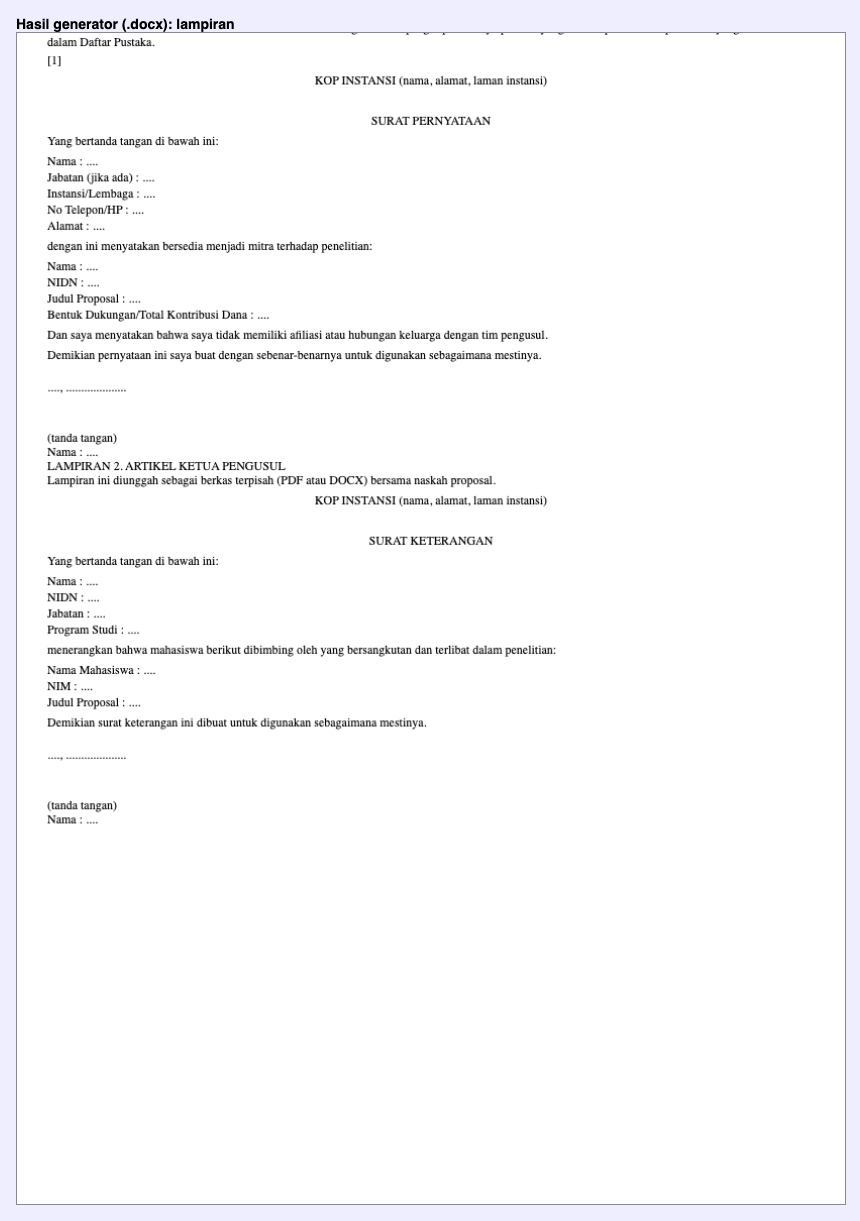 Hasil generator (.docx): lampiran
dalam Daftar Pustaka.
[1]
KOP INSTANSI (nama, alamat, laman instansi)
SURAT PERNYATAAN
Yang bertanda tangan di bawah ini:
Nama : ....
Jabatan (jika ada) : ....
Instansi/Lembaga : ....
No Telepon/HP : ....
Alamat : ....
dengan ini menyatakan bersedia menjadi mitra terhadap penelitian:
Nama : ....
NIDN : ....
Judul Proposal : ....
Bentuk Dukungan/Total Kontribusi Dana : ....
Dan saya menyatakan bahwa saya tidak memiliki afiliasi atau hubungan keluarga dengan tim pengusul.
Demikian pernyataan ini saya buat dengan sebenar-benarnya untuk digunakan sebagaimana mestinya.
...., ....................
(tanda tangan)
Nama : ....
LAMPIRAN 2. ARTIKEL KETUA PENGUSUL
Lampiran ini diunggah sebagai berkas terpisah (PDF atau DOCX) bersama naskah proposal.
KOP INSTANSI (nama, alamat, laman instansi)
SURAT KETERANGAN
Yang bertanda tangan di bawah ini:
Nama : ....
NIDN : ....
Jabatan : ....
Program Studi : ....
menerangkan bahwa mahasiswa berikut dibimbing oleh yang bersangkutan dan terlibat dalam penelitian:
Nama Mahasiswa : ....
NIM : ....
Judul Proposal : ....
Demikian surat keterangan ini dibuat untuk digunakan sebagaimana mestinya.
...., ....................
(tanda tangan)
Nama : ....